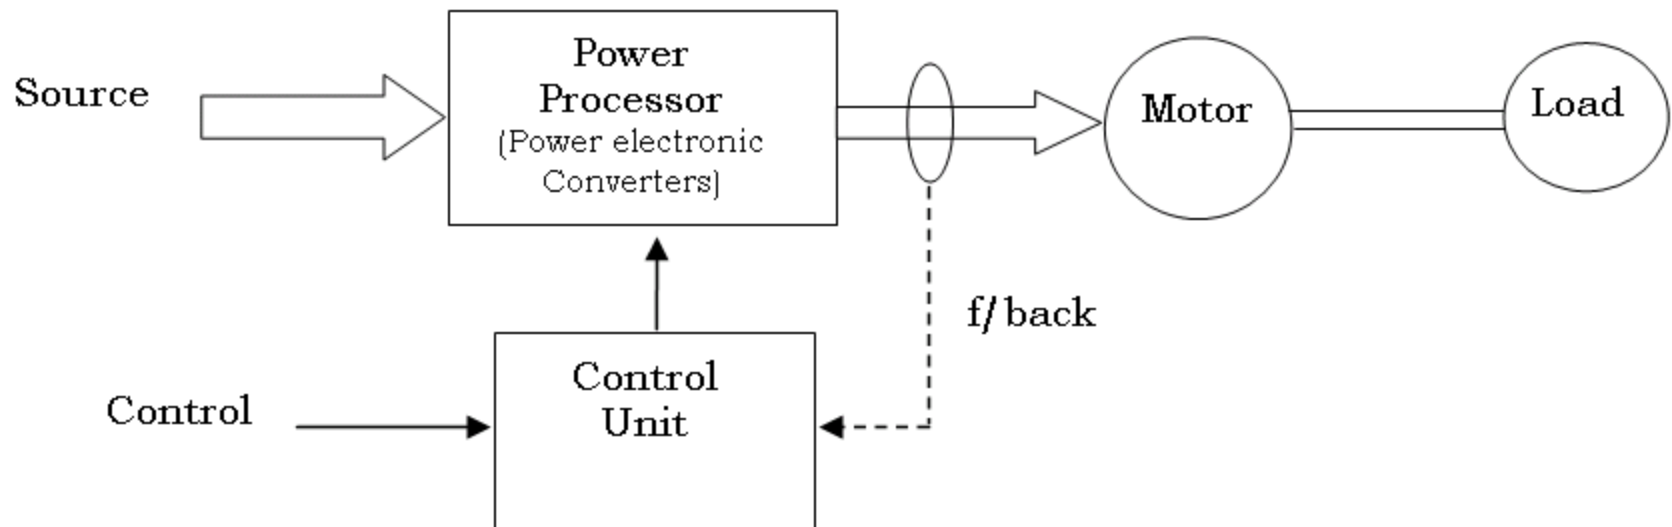 Source
Power
Processor
(Power electronic
Converters)
Motor
Load
f/back
Control
Control
Unit